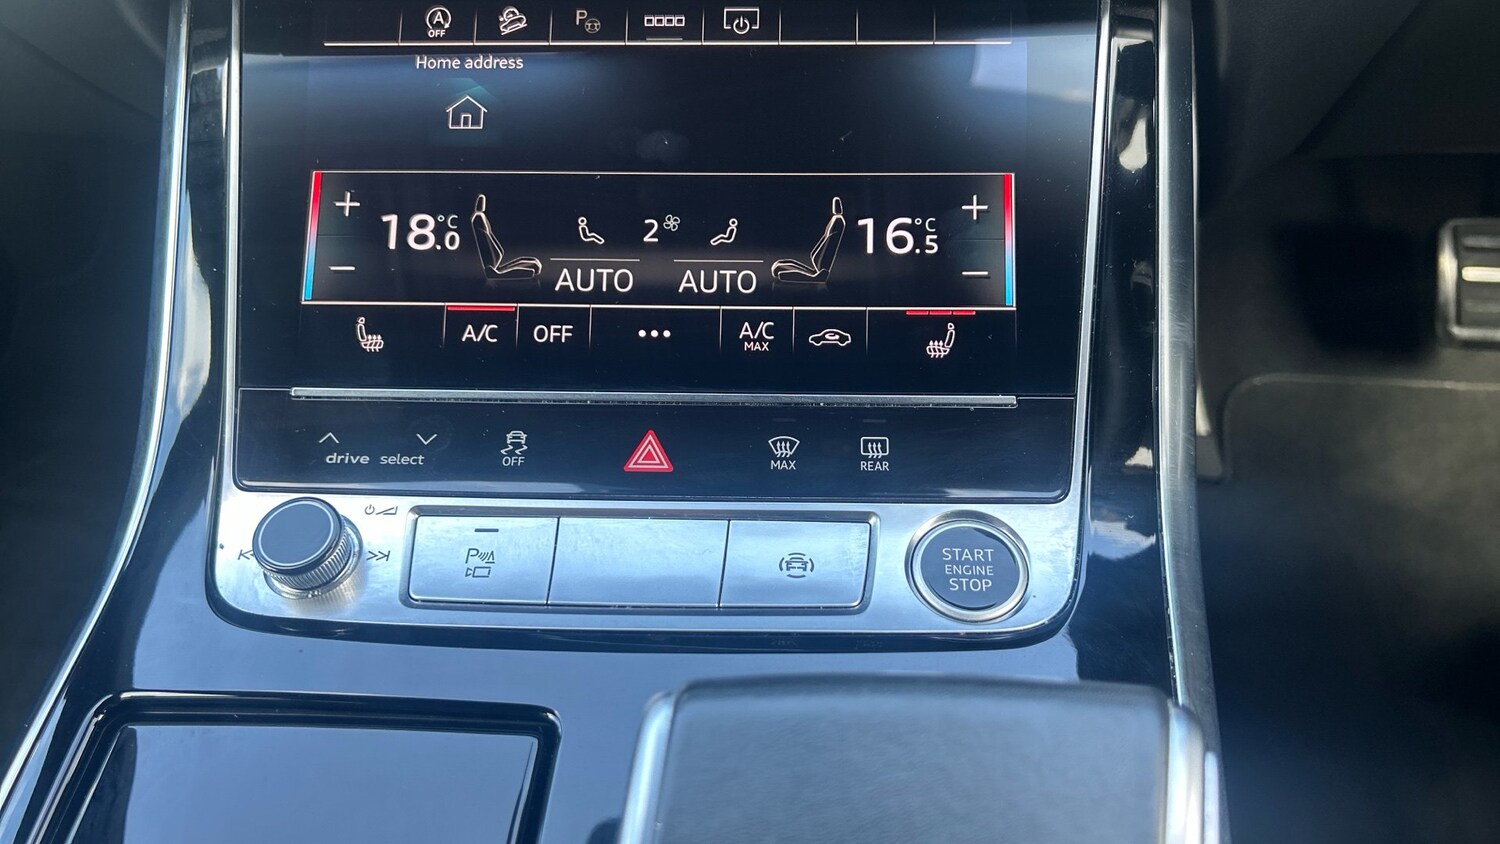 A
OFF
P
Home address
+ 18.0 °C 2 16.5 °C +
− AUTO AUTO −
A/C OFF ••• A/C MAX
drive select OFF MAX REAR
P
START
ENGINE
STOP